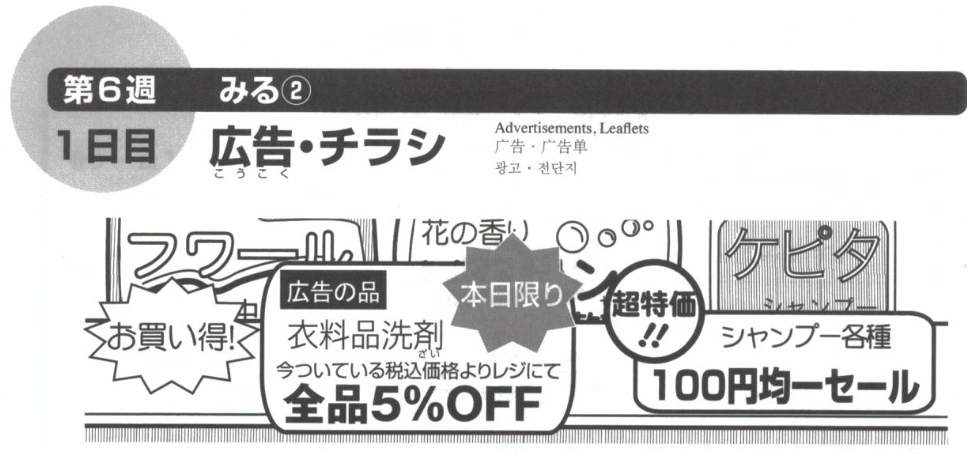 第6週 みる②
1日目 広告・チラシ
こうこく
Advertisements, Leaflets
广告・广告单
광고・전단지
フワール
花の香り
ン
ケピタ
シャンプー
お買い得!
広告の品
本日限り
衣料品洗剤
ざい
今ついている税込価格よりレジにて
全品5%OFF
超特価
!!
シャンプー各種
100円均一セール